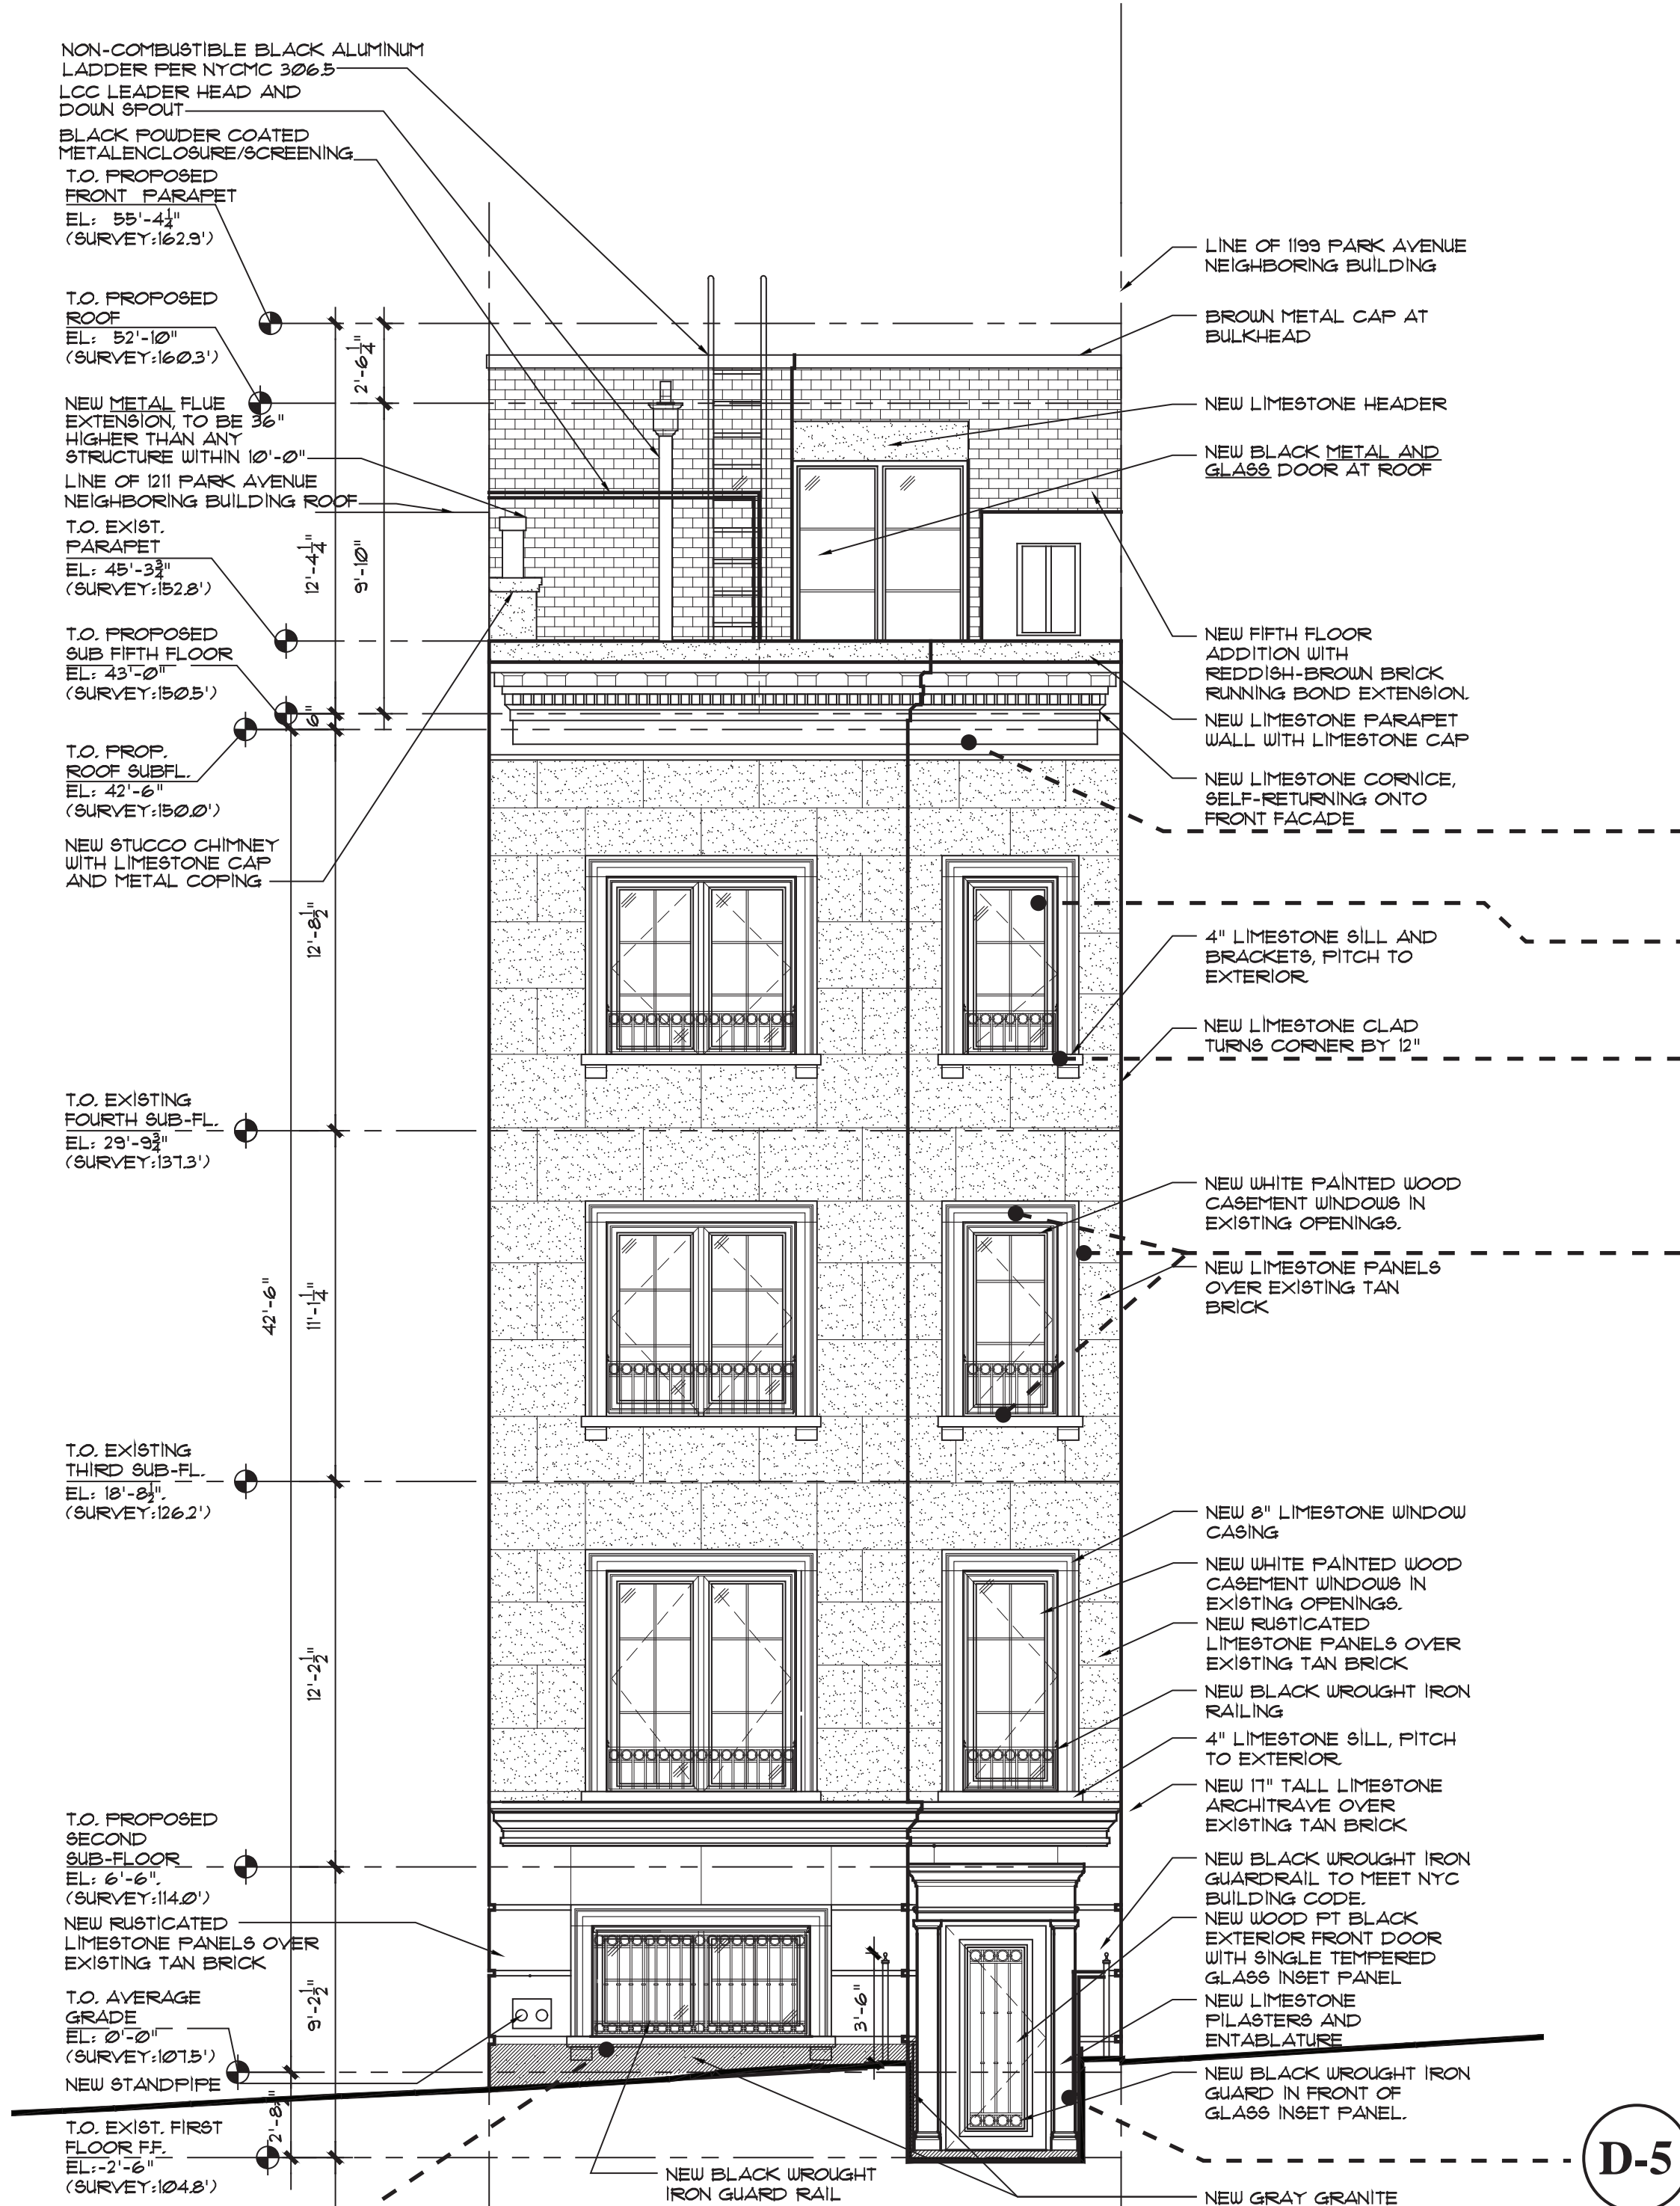 NON-COMBUSTIBLE BLACK ALUMINUM
LADDER PER NYCMC 306.5
LCC LEADER HEAD AND
DOWN SPOUT
BLACK POWDER COATED
METALENCLOSURE/SCREENING
T.O. PROPOSED
FRONT PARAPET
EL: 55'-4¼"
(SURVEY:162.9')
T.O. PROPOSED
ROOF
EL: 52'-10"
(SURVEY:160.3')
NEW METAL FLUE
EXTENSION, TO BE 36"
HIGHER THAN ANY
STRUCTURE WITHIN 10'-0"
LINE OF 1211 PARK AVENUE
NEIGHBORING BUILDING ROOF
T.O. EXIST.
PARAPET
EL: 45'-3¾"
(SURVEY:152.8')
T.O. PROPOSED
SUB FIFTH FLOOR
EL: 43'-0"
(SURVEY:150.5')
T.O. PROP.
ROOF SUBFL.
EL: 42'-6"
(SURVEY:150.0')
NEW STUCCO CHIMNEY
WITH LIMESTONE CAP
AND METAL COPING
T.O. EXISTING
FOURTH SUB-FL.
EL: 29'-9¾"
(SURVEY:137.3')
T.O. EXISTING
THIRD SUB-FL.
EL: 18'-8½".
(SURVEY:126.2')
T.O. PROPOSED
SECOND
SUB-FLOOR
EL: 6'-6".
(SURVEY:114.0')
NEW RUSTICATED
LIMESTONE PANELS OVER
EXISTING TAN BRICK
T.O. AVERAGE
GRADE
EL: 0'-0"
(SURVEY:107.5')
NEW STANDPIPE
T.O. EXIST. FIRST
FLOOR F.F.
EL:-2'-6"
(SURVEY:104.8')
2'-6¼"
12'-4¼"
9'-10"
6"
12'-8½"
42'-6"
11'-1¼"
12'-2½"
9'-2½"
3'-6"
NEW BLACK WROUGHT
IRON GUARD RAIL
LINE OF 1199 PARK AVENUE
NEIGHBORING BUILDING
BROWN METAL CAP AT
BULKHEAD
NEW LIMESTONE HEADER
NEW BLACK METAL AND
GLASS DOOR AT ROOF
NEW FIFTH FLOOR
ADDITION WITH
REDDISH-BROWN BRICK
RUNNING BOND EXTENSION.
NEW LIMESTONE PARAPET
WALL WITH LIMESTONE CAP
NEW LIMESTONE CORNICE,
SELF-RETURNING ONTO
FRONT FACADE
4" LIMESTONE SILL AND
BRACKETS, PITCH TO
EXTERIOR
NEW LIMESTONE CLAD
TURNS CORNER BY 12"
NEW WHITE PAINTED WOOD
CASEMENT WINDOWS IN
EXISTING OPENINGS.
NEW LIMESTONE PANELS
OVER EXISTING TAN
BRICK
NEW 8" LIMESTONE WINDOW
CASING
NEW WHITE PAINTED WOOD
CASEMENT WINDOWS IN
EXISTING OPENINGS.
NEW RUSTICATED
LIMESTONE PANELS OVER
EXISTING TAN BRICK
NEW BLACK WROUGHT IRON
RAILING
4" LIMESTONE SILL, PITCH
TO EXTERIOR
NEW 17" TALL LIMESTONE
ARCHITRAVE OVER
EXISTING TAN BRICK
NEW BLACK WROUGHT IRON
GUARDRAIL TO MEET NYC
BUILDING CODE.
NEW WOOD PT BLACK
EXTERIOR FRONT DOOR
WITH SINGLE TEMPERED
GLASS INSET PANEL
NEW LIMESTONE
PILASTERS AND
ENTABLATURE
NEW BLACK WROUGHT IRON
GUARD IN FRONT OF
GLASS INSET PANEL.
NEW GRAY GRANITE
D-5